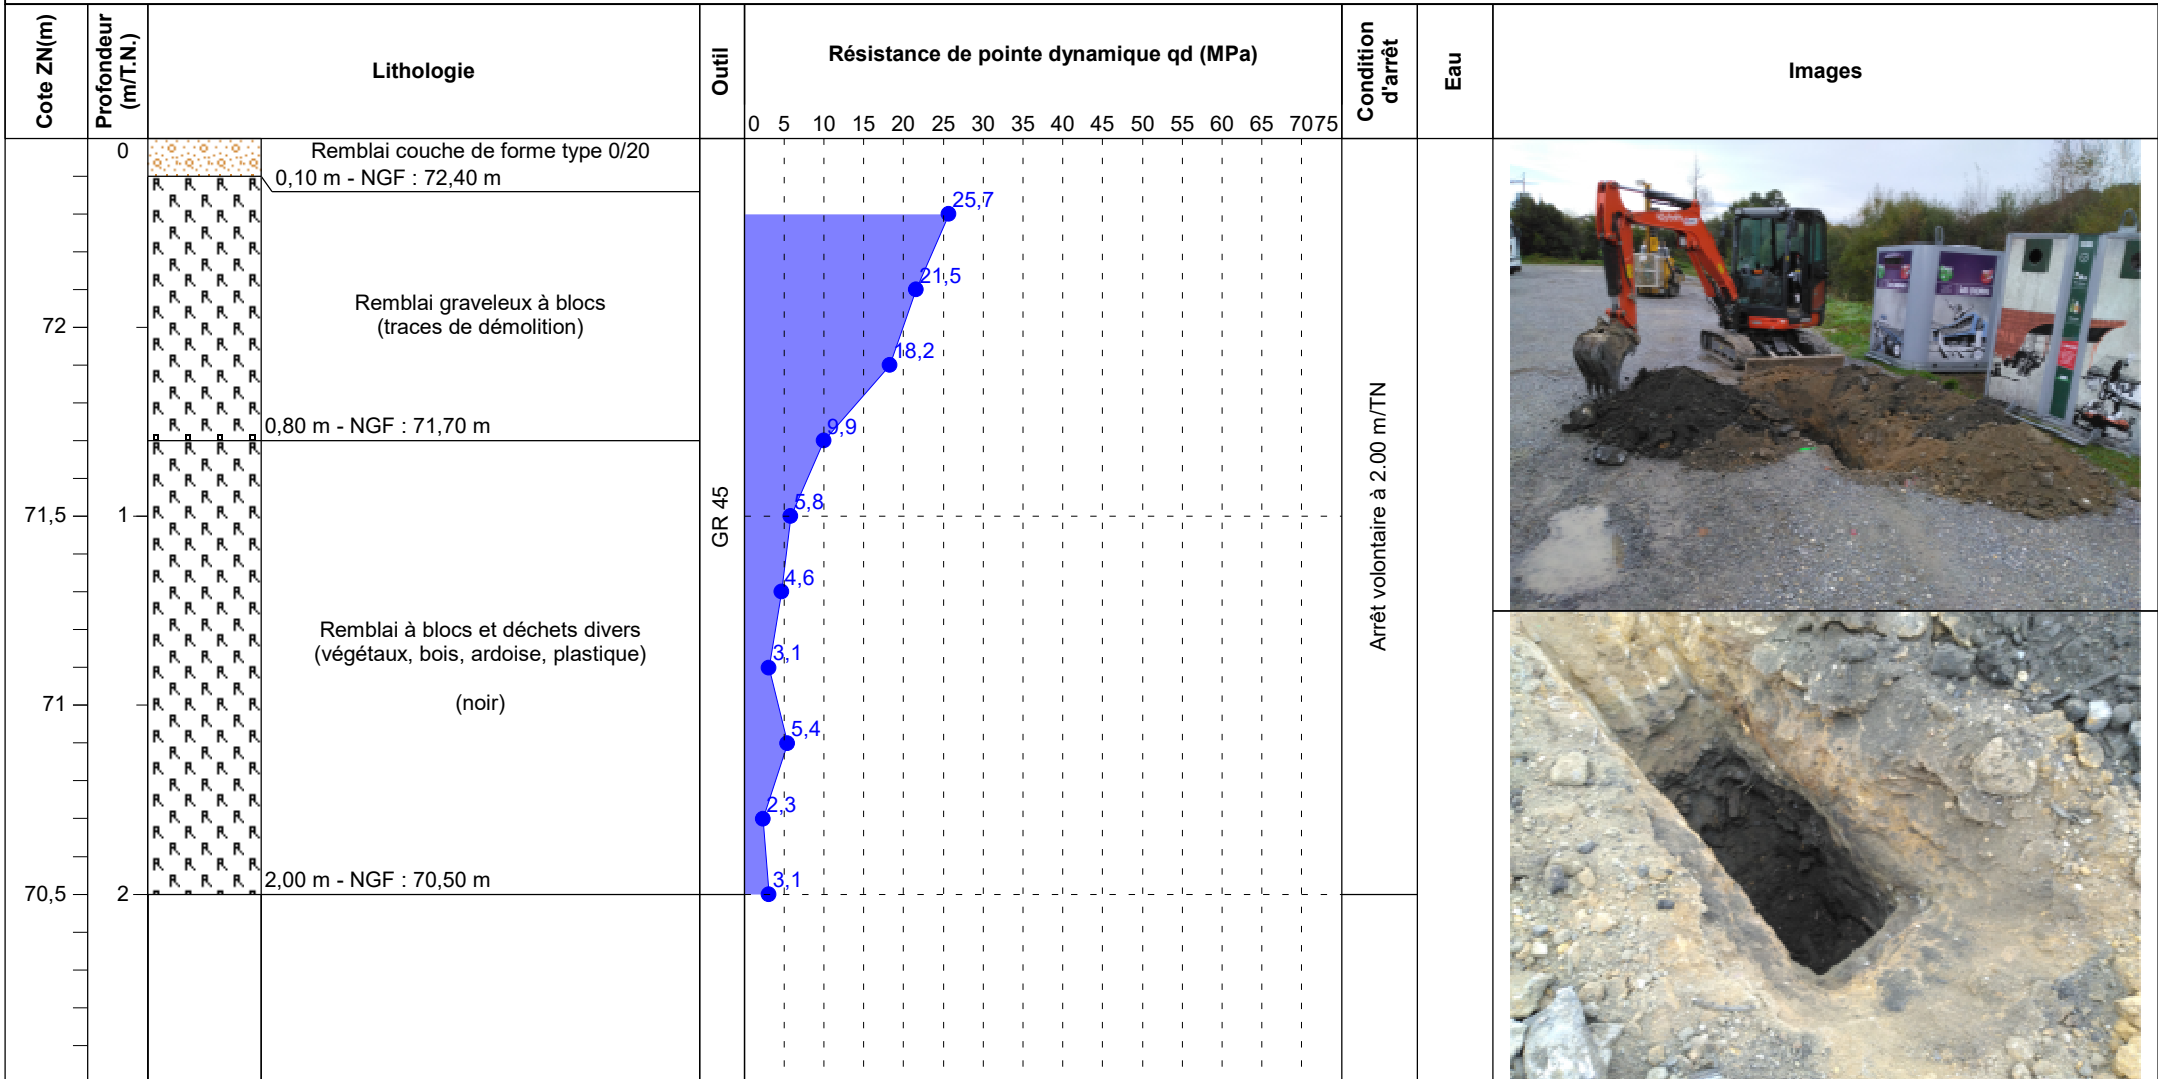 Cote ZN(m)
Profondeur
(m/T.N.)
Lithologie
Outil
Résistance de pointe dynamique qd (MPa)
0 5 10 15 20 25 30 35 40 45 50 55 60 65 70 75
Condition
d'arrêt
Eau
Images
0
Remblai couche de forme type 0/20
0,10 m - NGF : 72,40 m
25,7
21,5
Remblai graveleux à blocs
(traces de démolition)
72
18,2
0,80 m - NGF : 71,70 m
9,9
71,5
1
5,8
GR 45
Arrêt volontaire à 2.00 m/TN
4,6
Remblai à blocs et déchets divers
(végétaux, bois, ardoise, plastique)
3,1
71
(noir)
5,4
2,3
2,00 m - NGF : 70,50 m
3,1
70,5
2